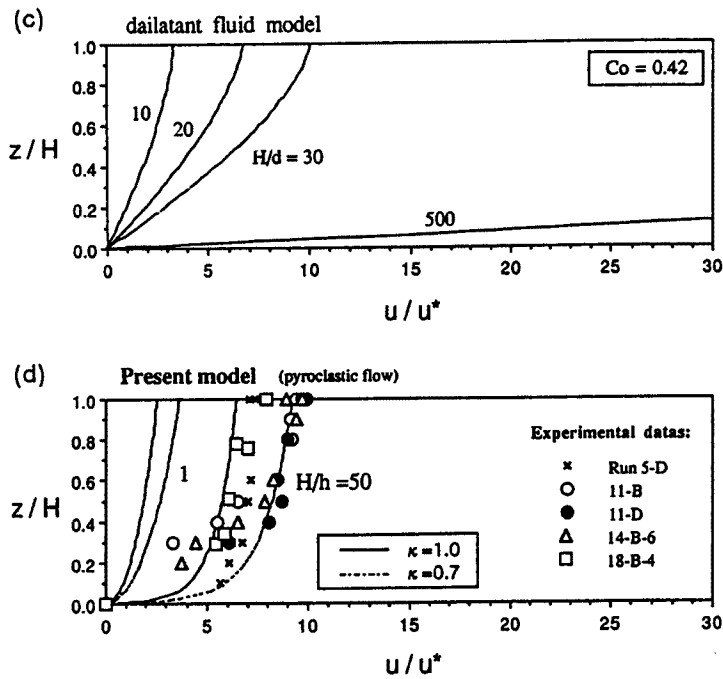 (c)
dailatant fluid model
Co = 0.42
z / H
1.0
0.8
0.6
0.4
0.2
0.0
10
20
H/d = 30
500
0
5
10
15
20
25
30
u / u*
(d)
Present model (pyroclastic flow)
z / H
1.0
0.8
0.6
0.4
0.2
0.0
1
H/h =50
Experimental datas:
Run 5-D
11-B
11-D
14-B-6
18-B-4
κ=1.0
κ=0.7
0
5
10
15
20
25
30
u / u*